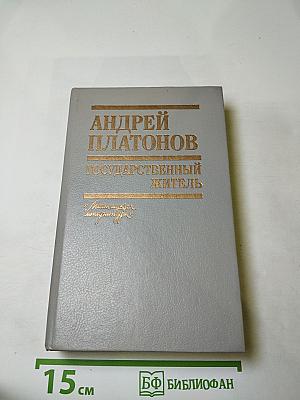 АНДРЕЙ
ПЛАТОНОВ
ГОСУДАРСТВЕННЫЙ
ЖИТЕЛЬ
15 см
БФ БИБЛИОФАН